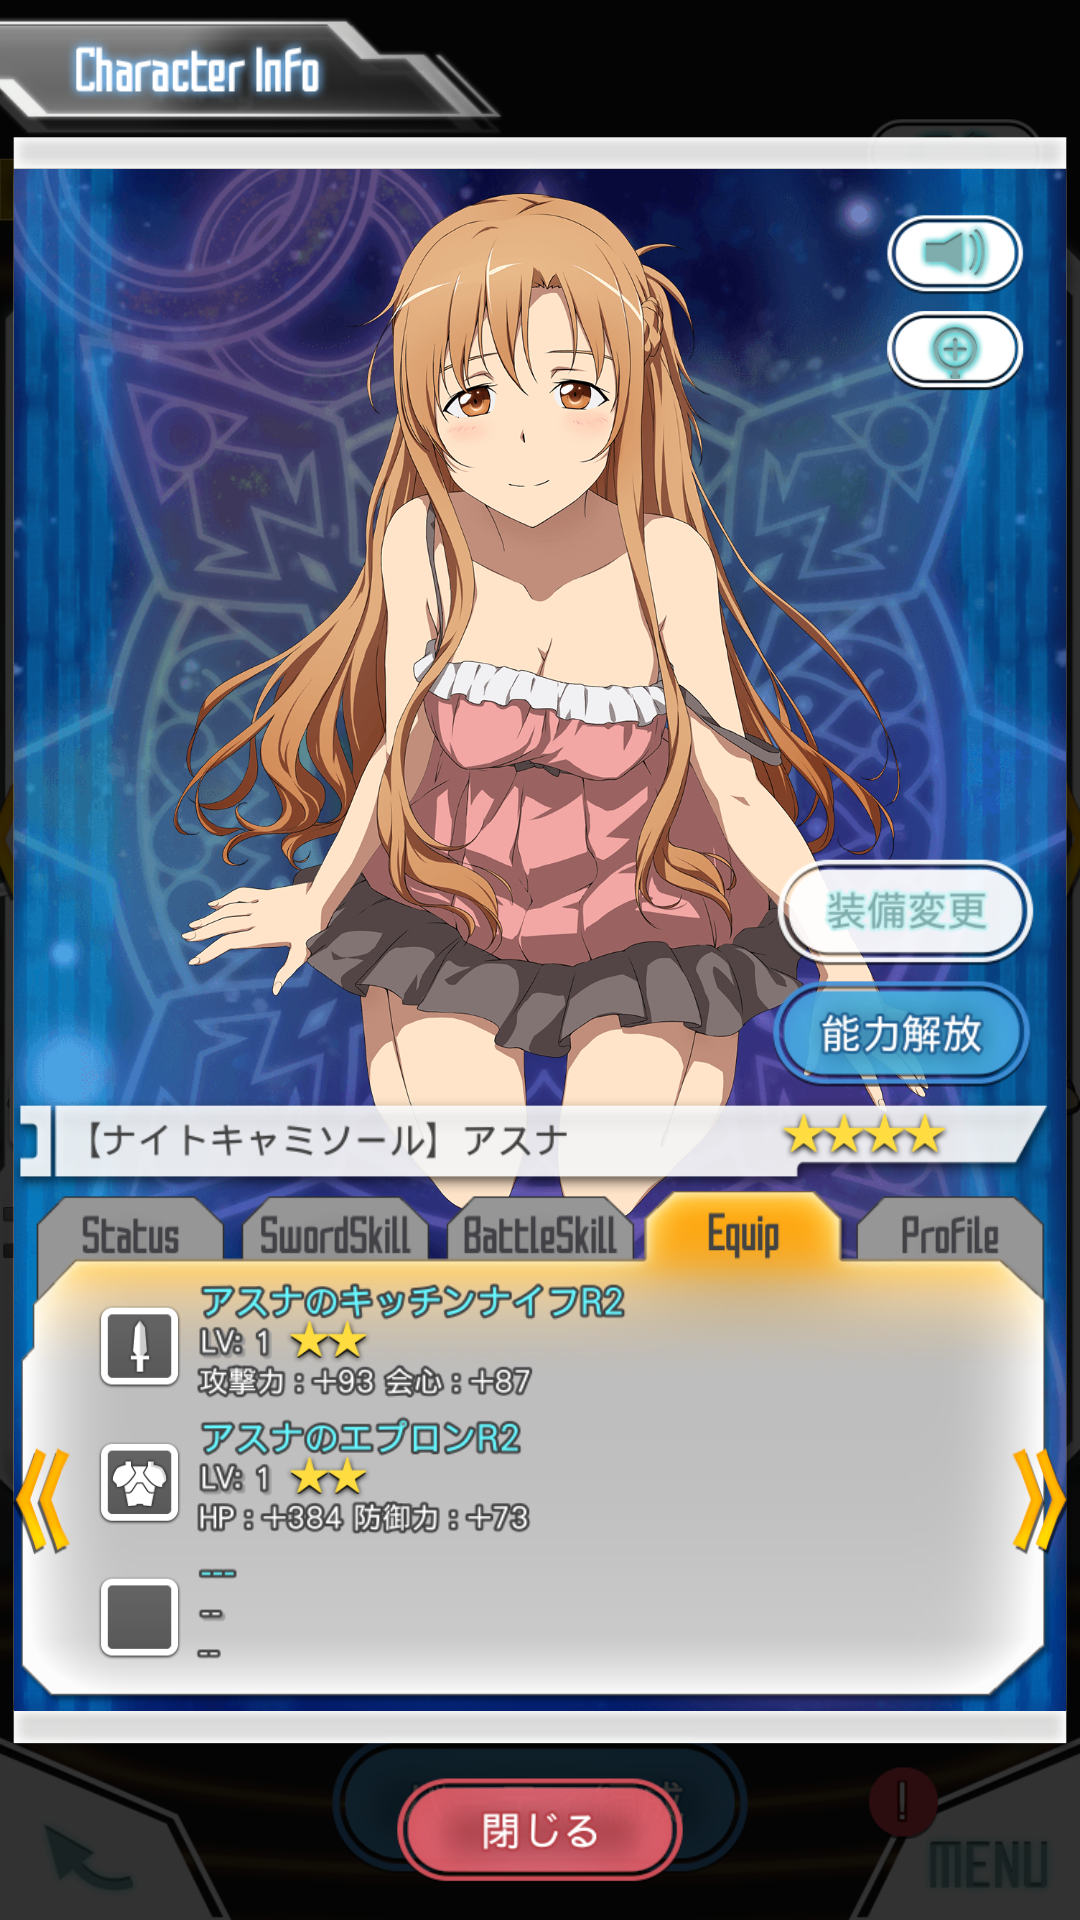 Character Info
装備変更
能力解放
【ナイトキャミソール】アスナ ★★★★
Status SwordSkill BattleSkill Equip Profile
アスナのキッチンナイフR2
LV: 1 ★★
攻撃力：+93 会心：+87
アスナのエプロンR2
LV: 1 ★★
HP：+384 防御力：+73
---
--
--
閉じる
!
MENU